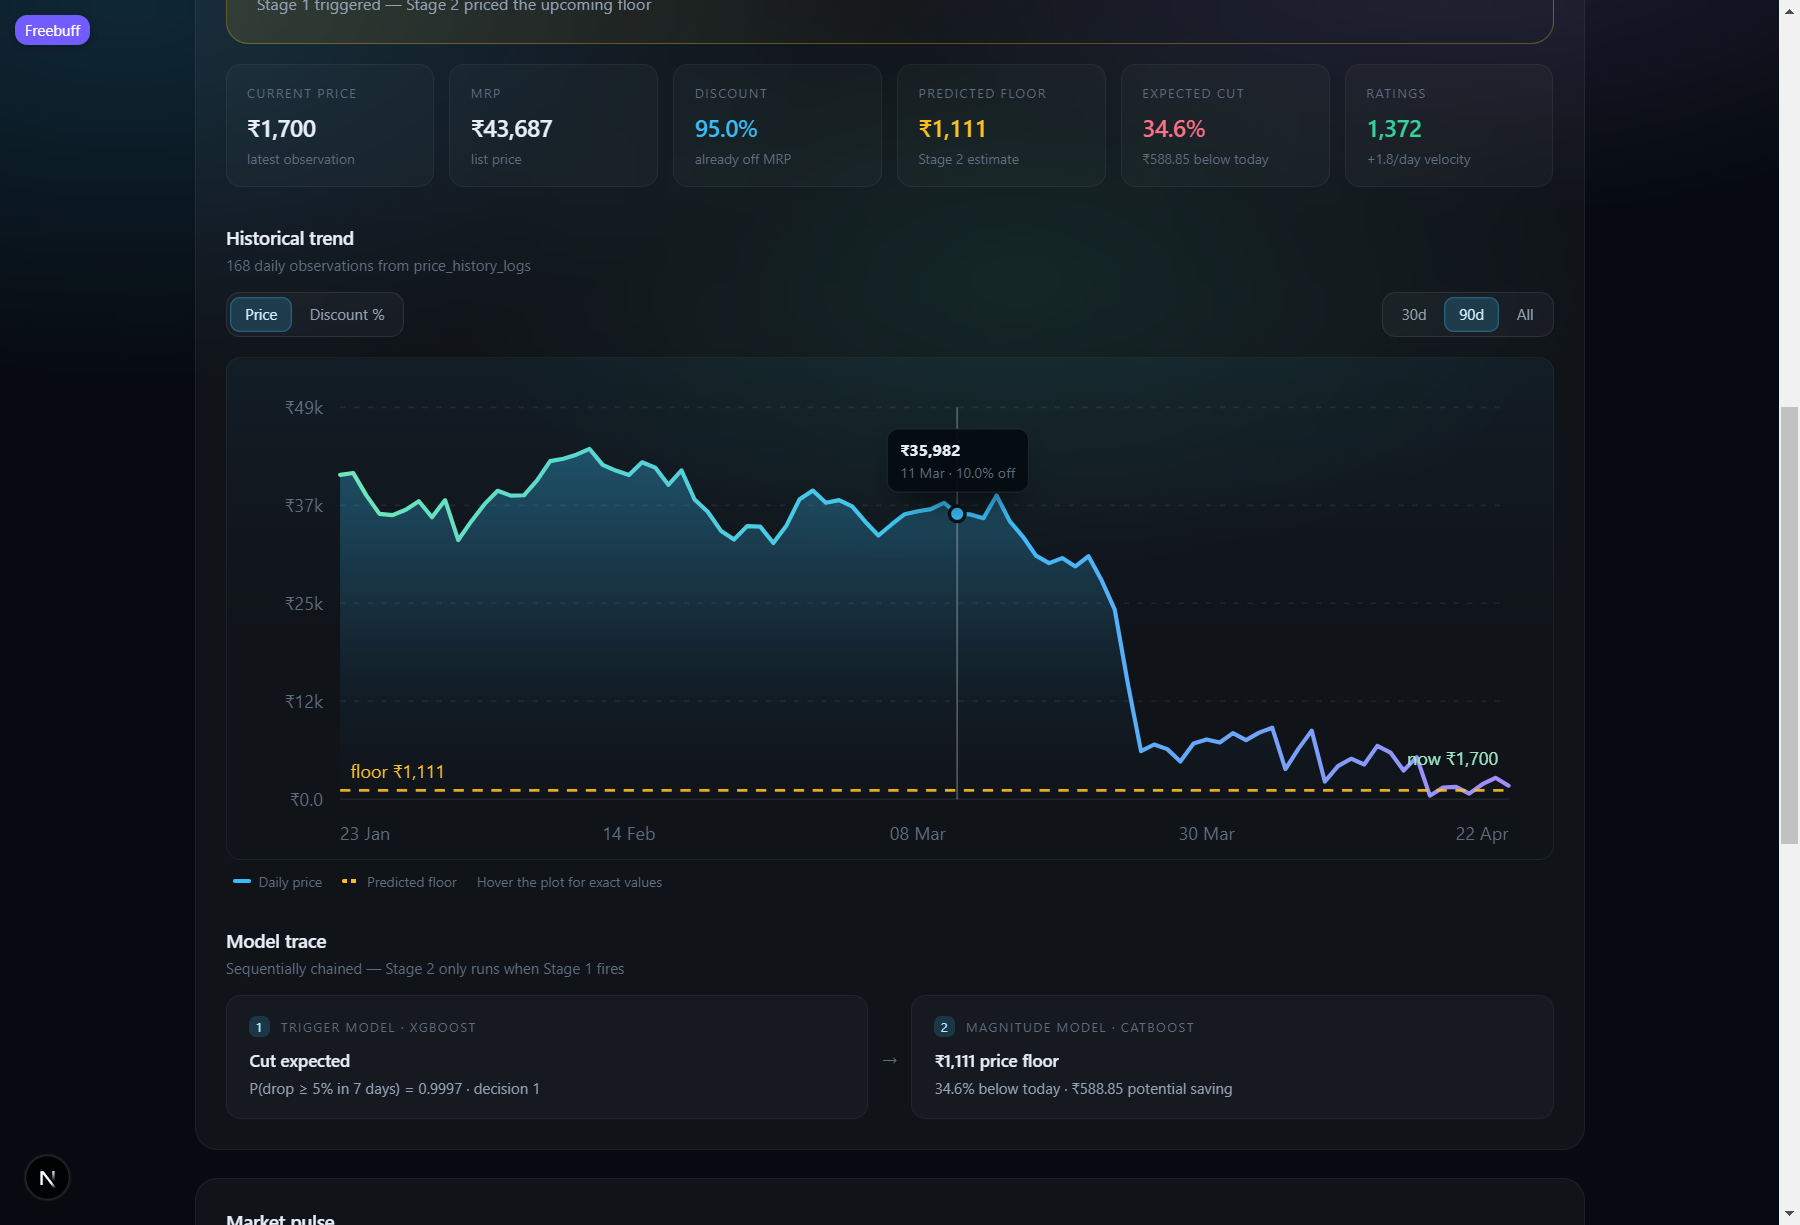 Stage 1 triggered — Stage 2 priced the upcoming floor
Freebuff
CURRENT PRICE
₹1,700
latest observation
MRP
₹43,687
list price
DISCOUNT
95.0%
already off MRP
PREDICTED FLOOR
₹1,111
Stage 2 estimate
EXPECTED CUT
34.6%
₹588.85 below today
RATINGS
1,372
+1.8/day velocity
Historical trend
168 daily observations from price_history_logs
Price
Discount %
30d
90d
All
₹49k
₹37k
₹25k
₹12k
₹0.0
₹35,982
11 Mar · 10.0% off
floor ₹1,111
now ₹1,700
23 Jan
14 Feb
08 Mar
30 Mar
22 Apr
Daily price
Predicted floor
Hover the plot for exact values
Model trace
Sequentially chained — Stage 2 only runs when Stage 1 fires
1 TRIGGER MODEL · XGBOOST
Cut expected
P(drop ≥ 5% in 7 days) = 0.9997 · decision 1
→
2 MAGNITUDE MODEL · CATBOOST
₹1,111 price floor
34.6% below today · ₹588.85 potential saving
N
Market pulse